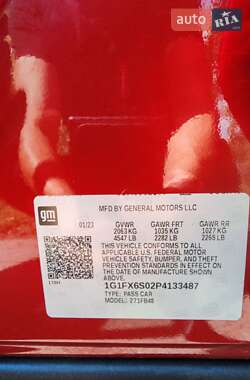 auto RIA
.com
gm
MFD BY GENERAL MOTORS LLC
01/23 GVWR GAWR FRT GAWR RR
2063 KG 1035 KG 1027 KG
4547 LB 2282 LB 2265 LB
THIS VEHICLE CONFORMS TO ALL
APPLICABLE U.S. FEDERAL MOTOR
VEHICLE SAFETY, BUMPER, AND THEFT
PREVENTION STANDARDS IN EFFECT ON
THE DATE OF MANUFACTURE SHOWN ABOVE.
1G1FX6S02P4133487
TYPE: PASS CAR
MODEL: